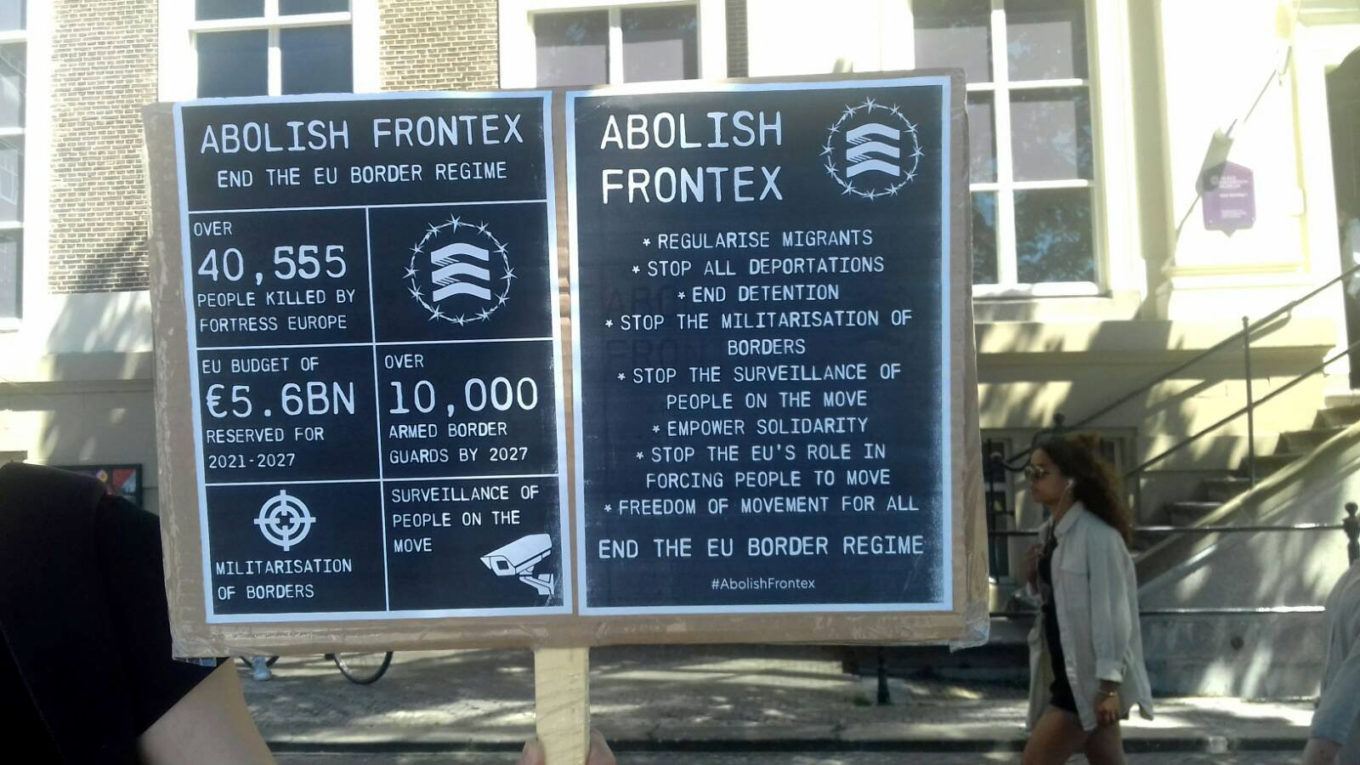 ABOLISH FRONTEX
END THE EU BORDER REGIME
OVER
40,555
PEOPLE KILLED BY
FORTRESS EUROPE
EU BUDGET OF
€5.6BN
RESERVED FOR
2021-2027
OVER
10,000
ARMED BORDER
GUARDS BY 2027
MILITARISATION
OF BORDERS
SURVEILLANCE OF
PEOPLE ON THE
MOVE
ABOLISH
FRONTEX
* REGULARISE MIGRANTS
* STOP ALL DEPORTATIONS
* END DETENTION
* STOP THE MILITARISATION OF
BORDERS
* STOP THE SURVEILLANCE OF
PEOPLE ON THE MOVE
* EMPOWER SOLIDARITY
* STOP THE EU'S ROLE IN
FORCING PEOPLE TO MOVE
* FREEDOM OF MOVEMENT FOR ALL
END THE EU BORDER REGIME
#AbolishFrontex